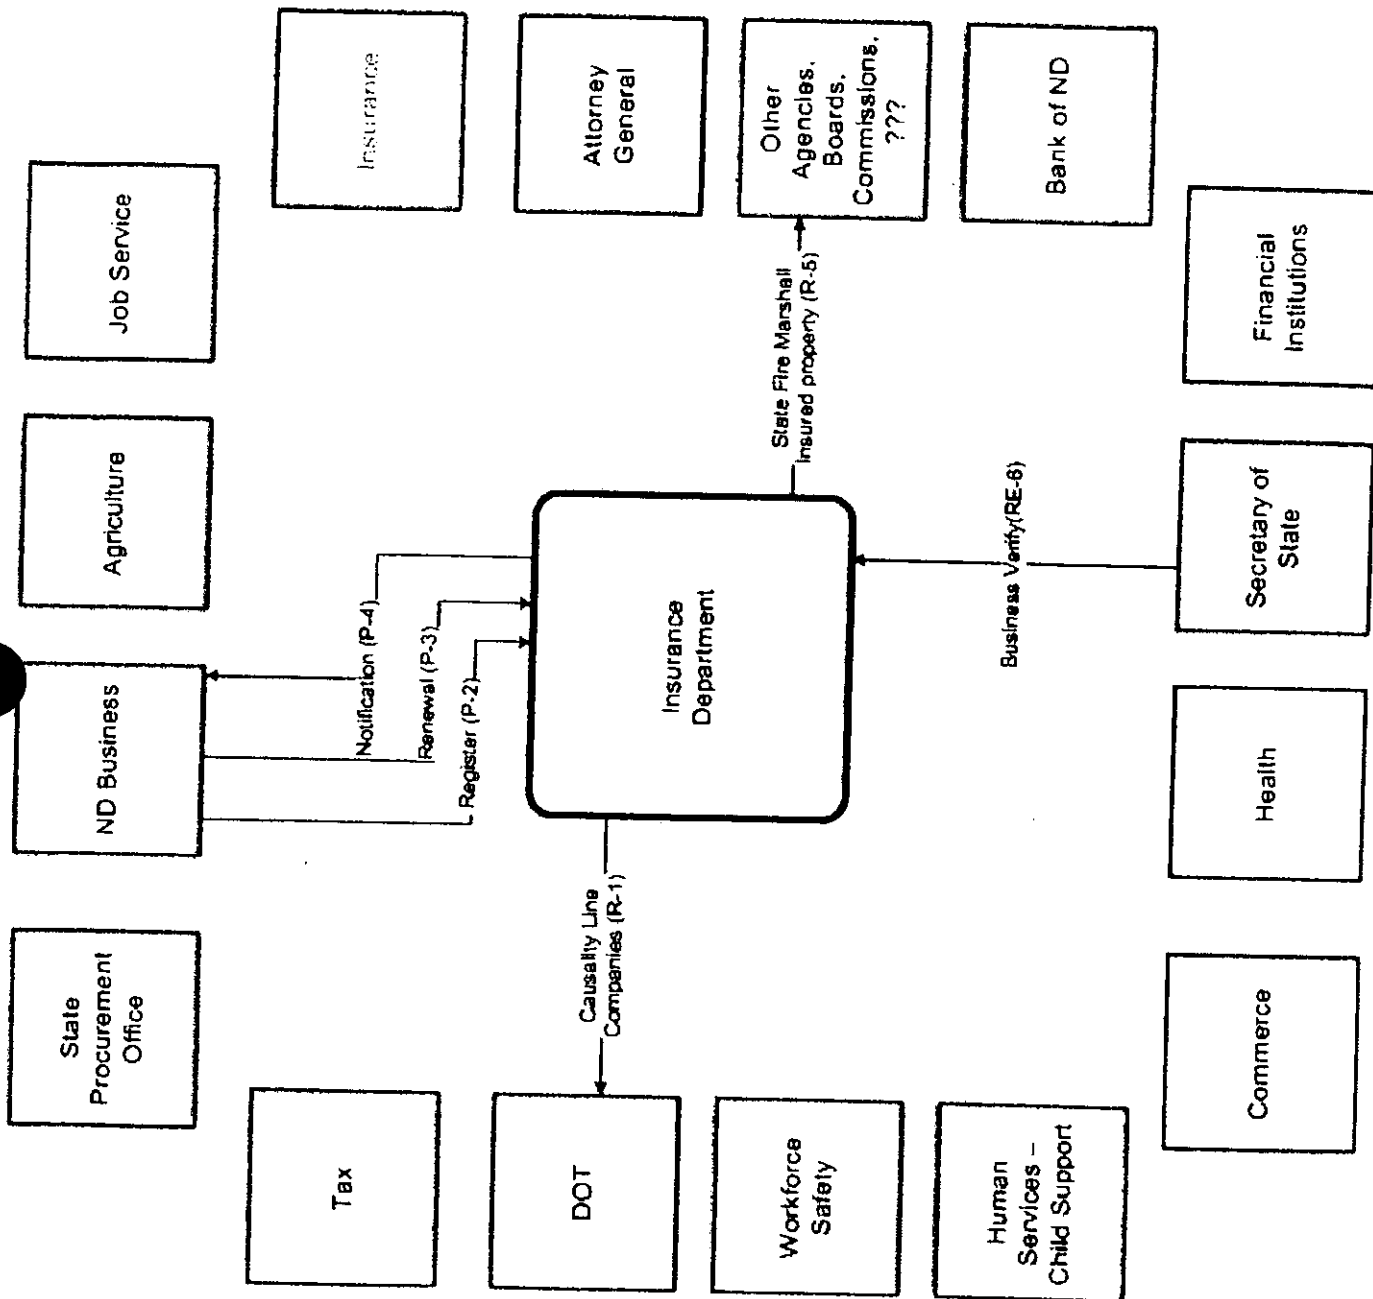 State
Procurement
Office
ND Business
Agriculture
Job Service
Tax
Insurance
DOT
Attorney
General
Workforce
Safety
Other
Agencies.
Boards.
Commissions.
???
Human
Services –
Child Support
Bank of ND
Commerce
Health
Secretary of
State
Financial
Institutions
Insurance
Department
Notification (P-4)
Renewal (P-3)
Register (P-2)
Causality Line
Companies (R-1)
State Fire Marshall
Insured property (R-5)
Business Verify(RE-6)